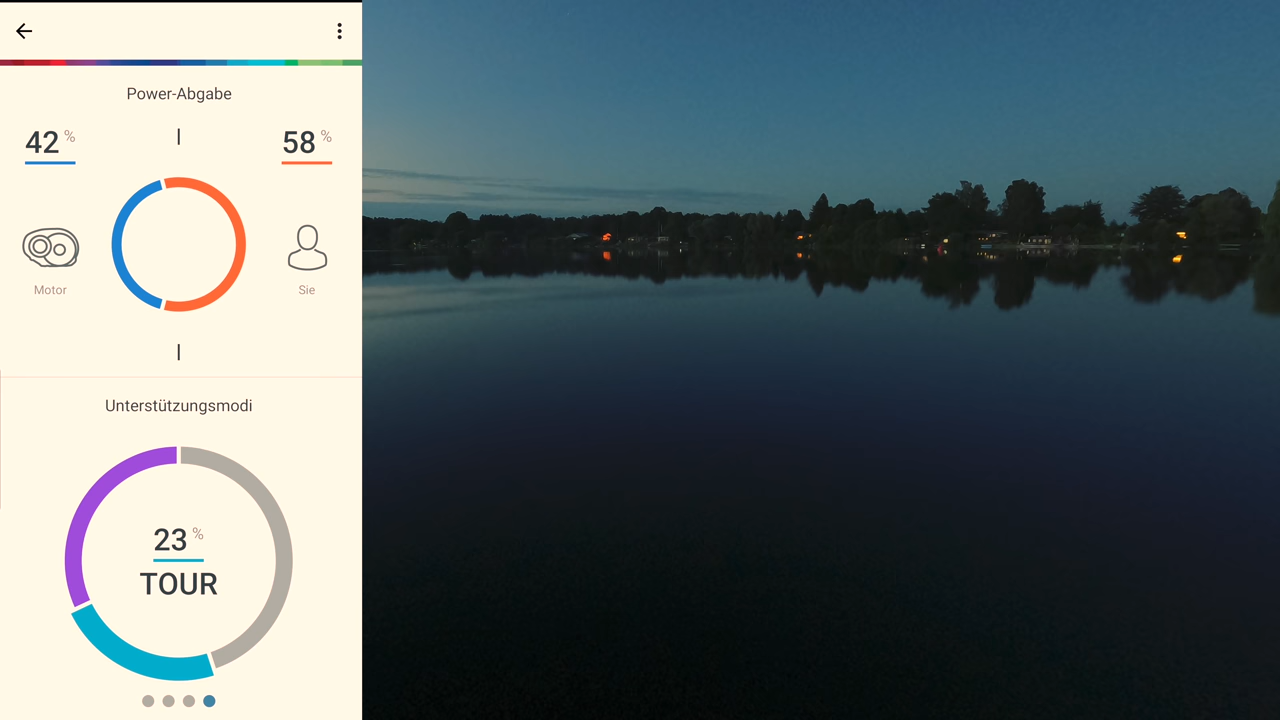 Power-Abgabe
42 %
58 %
Motor
Sie
Unterstützungsmodi
23 %
TOUR